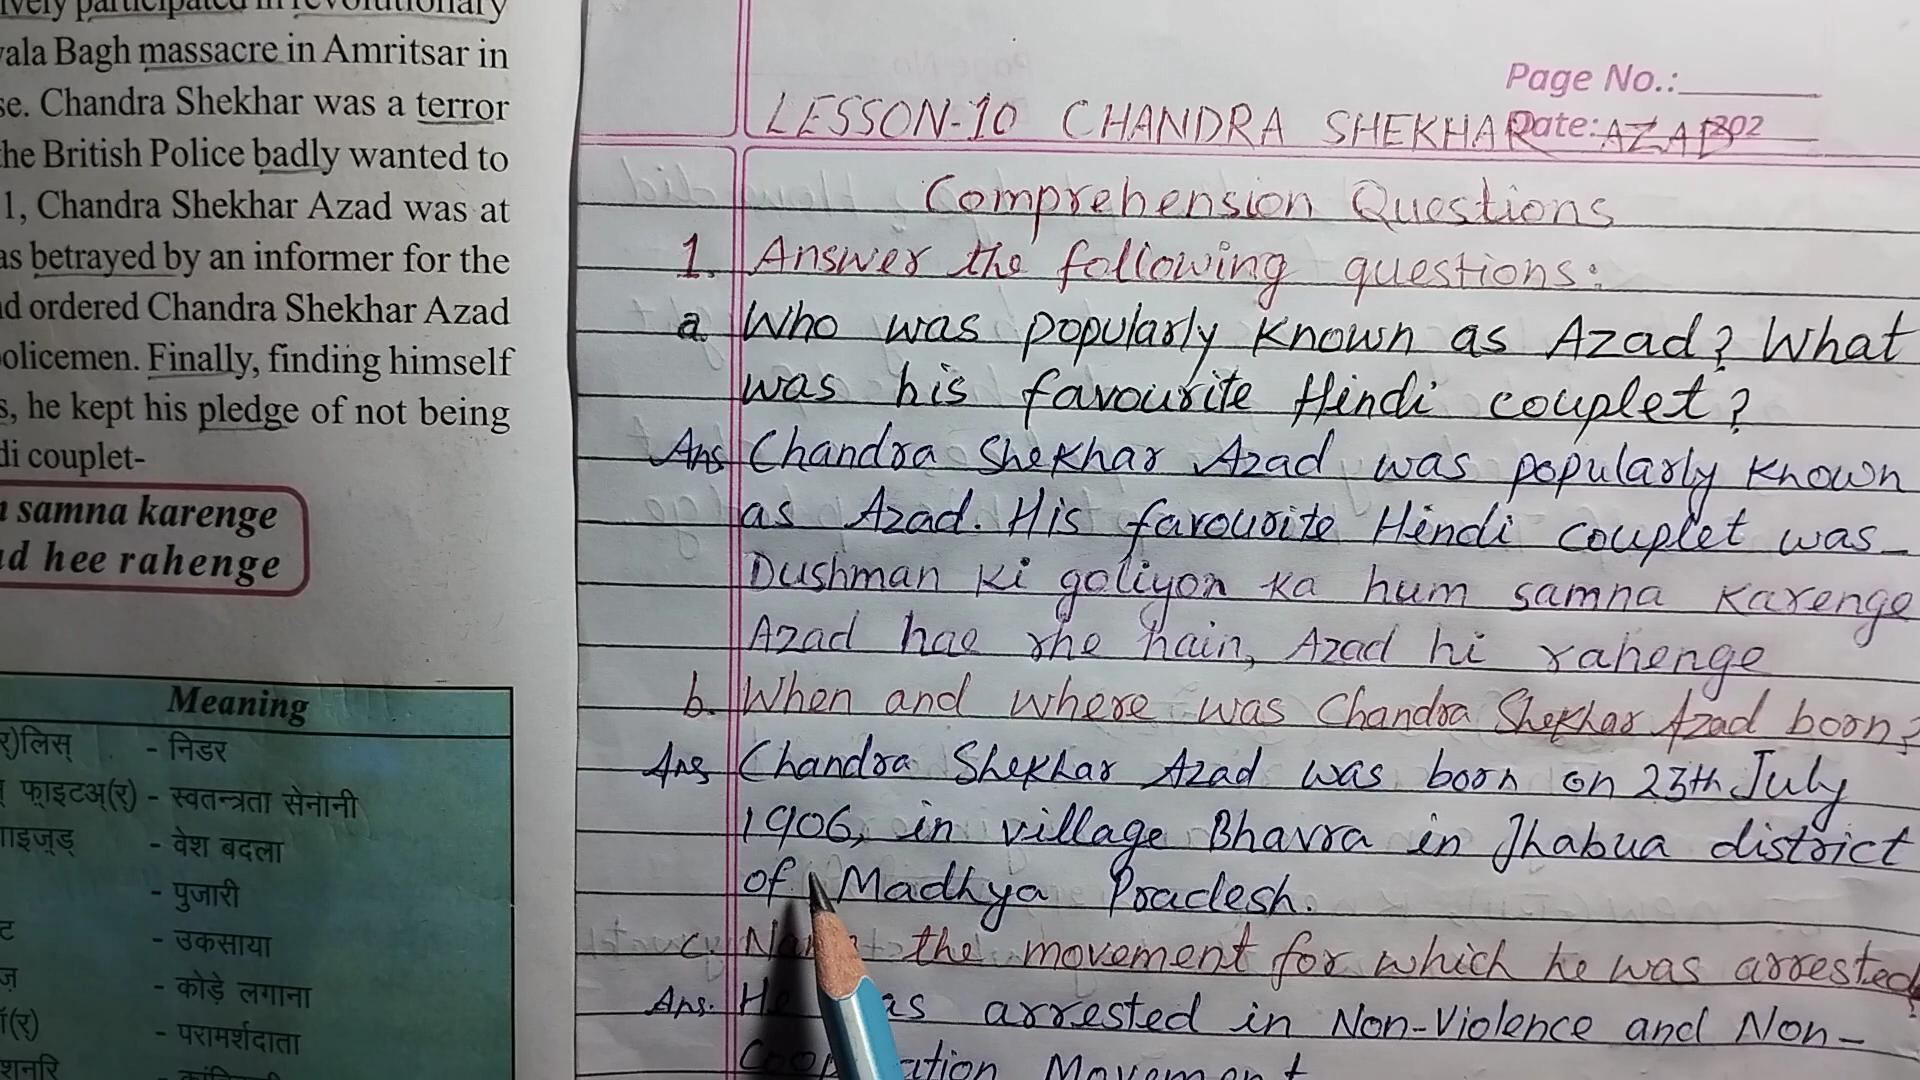 participated in revolutionary
Bagh massacre in Amritsar in
Chandra Shekhar was a terror
British Police badly wanted to
1, Chandra Shekhar Azad was at
betrayed by an informer for the
ordered Chandra Shekhar Azad
Finally, finding himself
he kept his pledge of not being
couplet-
samna karenge
hee rahenge
Meaning
- निडर
- स्वतन्त्रता सेनानी
- वेश बदला
- पुजारी
- उकसाया
- कोड़े लगाना
- परामर्शदाता
Page No.:
LESSON-10 CHANDRA SHEKHAR AZAD
Date: 202
Comprehension Questions
1. Answer the following questions:
a. Who was popularly known as Azad? What
was his favourite Hindi couplet?
Ans Chandra Shekhar Azad was popularly known
as Azad. His favourite Hindi couplet was-
Dushman ki goliyon ka hum samna karenge
Azad hae rhe hain, Azad hi rahenge
b. When and where was Chandra Shekhar Azad born?
Ans Chandra Shekhar Azad was born on 23th July
1906, in village Bhavra in Jhabua district
of Madhya Pradesh.
c. the movement for which he was arrested?
Ans. arrested in Non-Violence and Non-
Movement